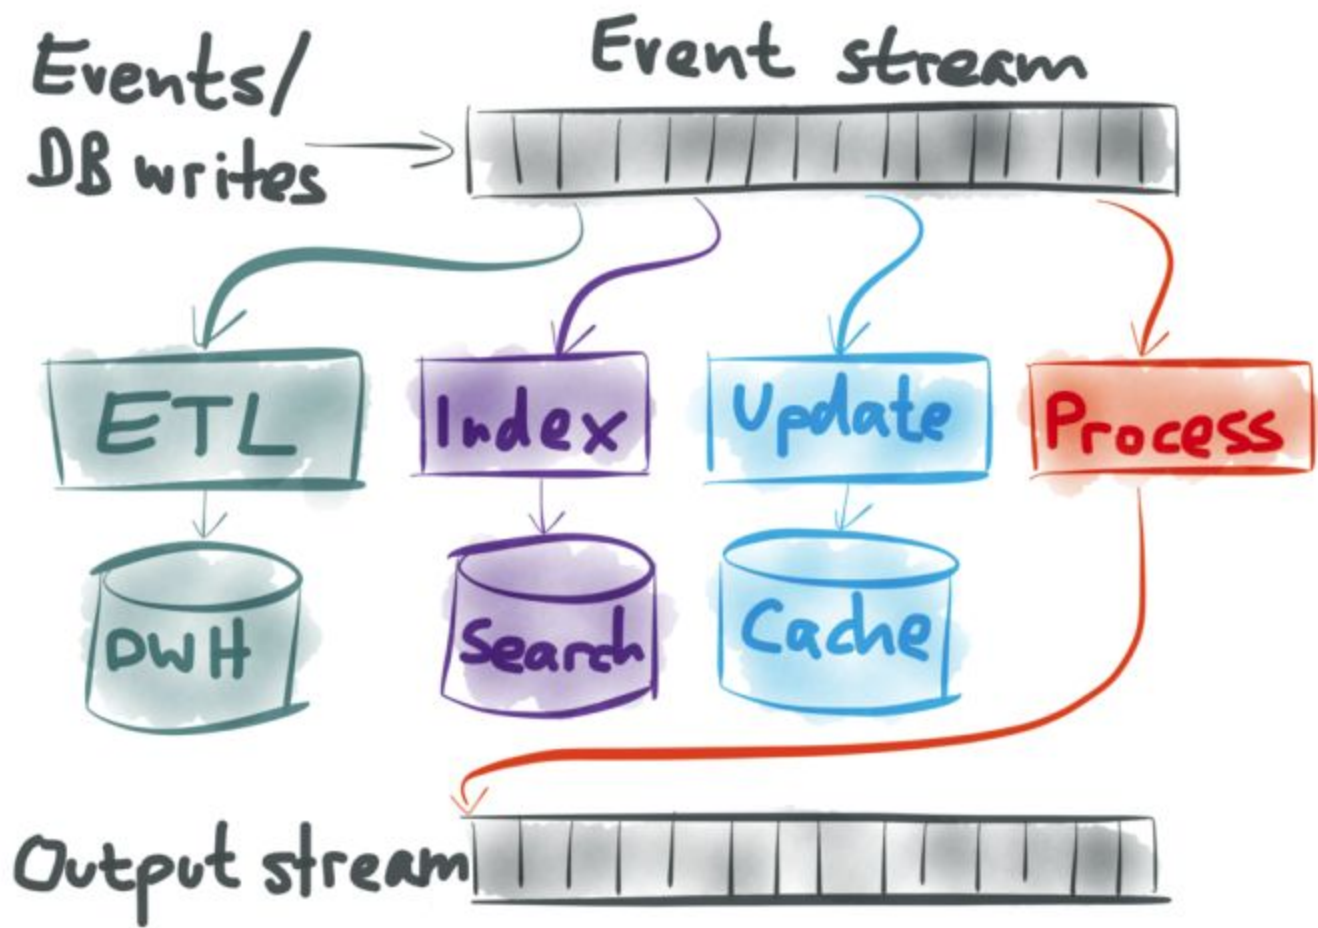 Events/
DB writes
Event stream
ETL
Index
Update
Process
DWH
Search
Cache
Output stream